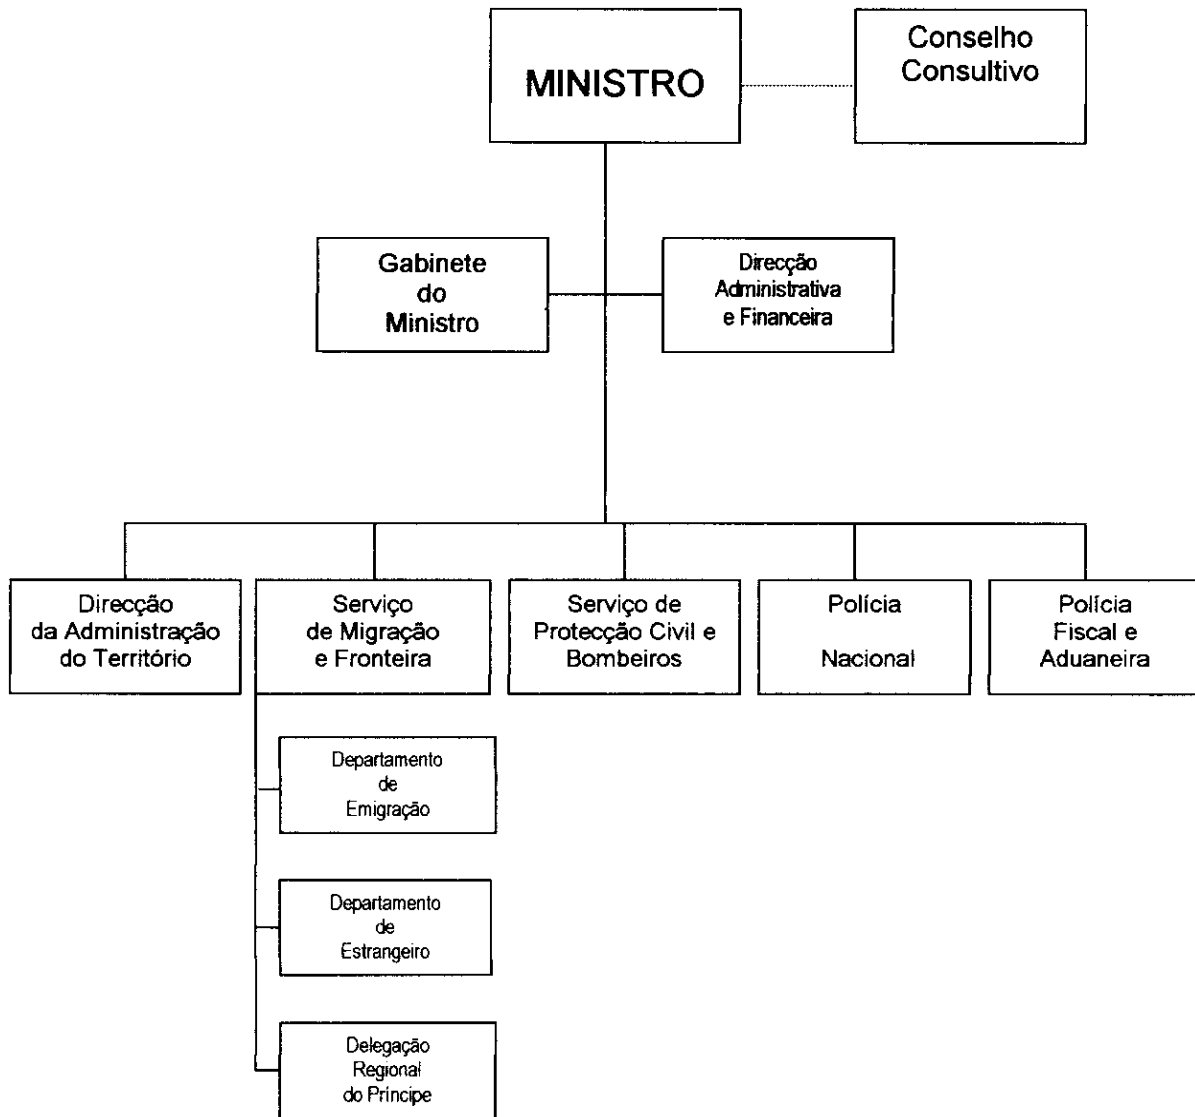 MINISTRO
Conselho
Consultivo
Gabinete
do
Ministro
Direcção
Administrativa
e Financeira
Direcção
da Administração
do Território
Serviço
de Migração
e Fronteira
Serviço de
Protecção Civil e
Bombeiros
Polícia
Nacional
Polícia
Fiscal e
Aduaneira
Departamento
de
Emigração
Departamento
de
Estrangeiro
Delegação
Regional
do Príncipe